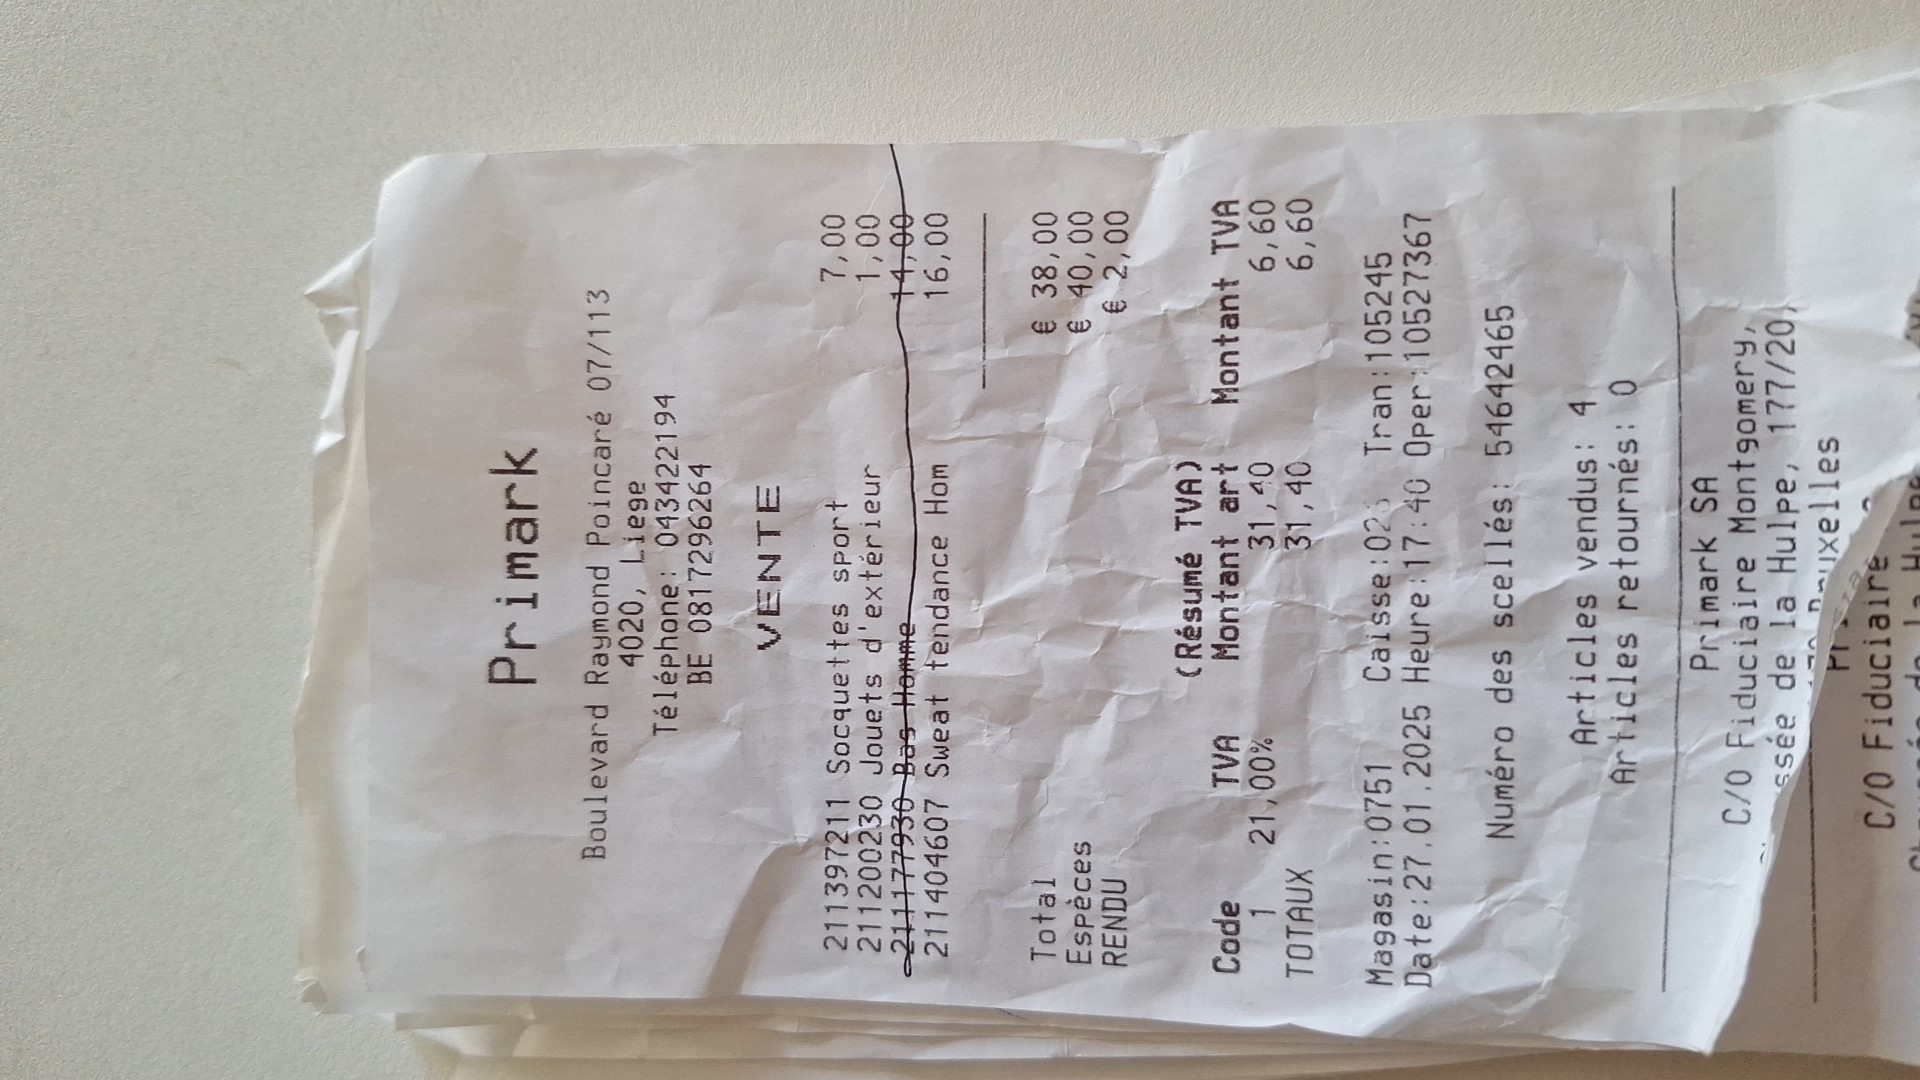 Primark
Boulevard Raymond Poincaré 07/113
4020, Liege
Téléphone: 043422194
BE 0817296264
VENTE
211397211 Socquettes sport 7,00
211200230 Jouets d'extérieur 1,00
211177930 Bas Homme 14,00
211404607 Sweat tendance Hom 16,00
Total € 38,00
Espèces € 40,00
RENDU € 2,00
(Résumé TVA)
Code TVA Montant art Montant TVA
1 21,00% 31,40 6,60
TOTAUX 31,40 6,60
Magasin:0751 Tran:105245
Date:27.01.2025 Heure:17:40 Oper:10527367
Numéro des scellés: 54642465
Articles vendus: 4
Articles retournés: 0
Primark SA
C/O Fiduciaire Montgomery,
de la Hulpe, 177/20,
C/O Fiduciaire